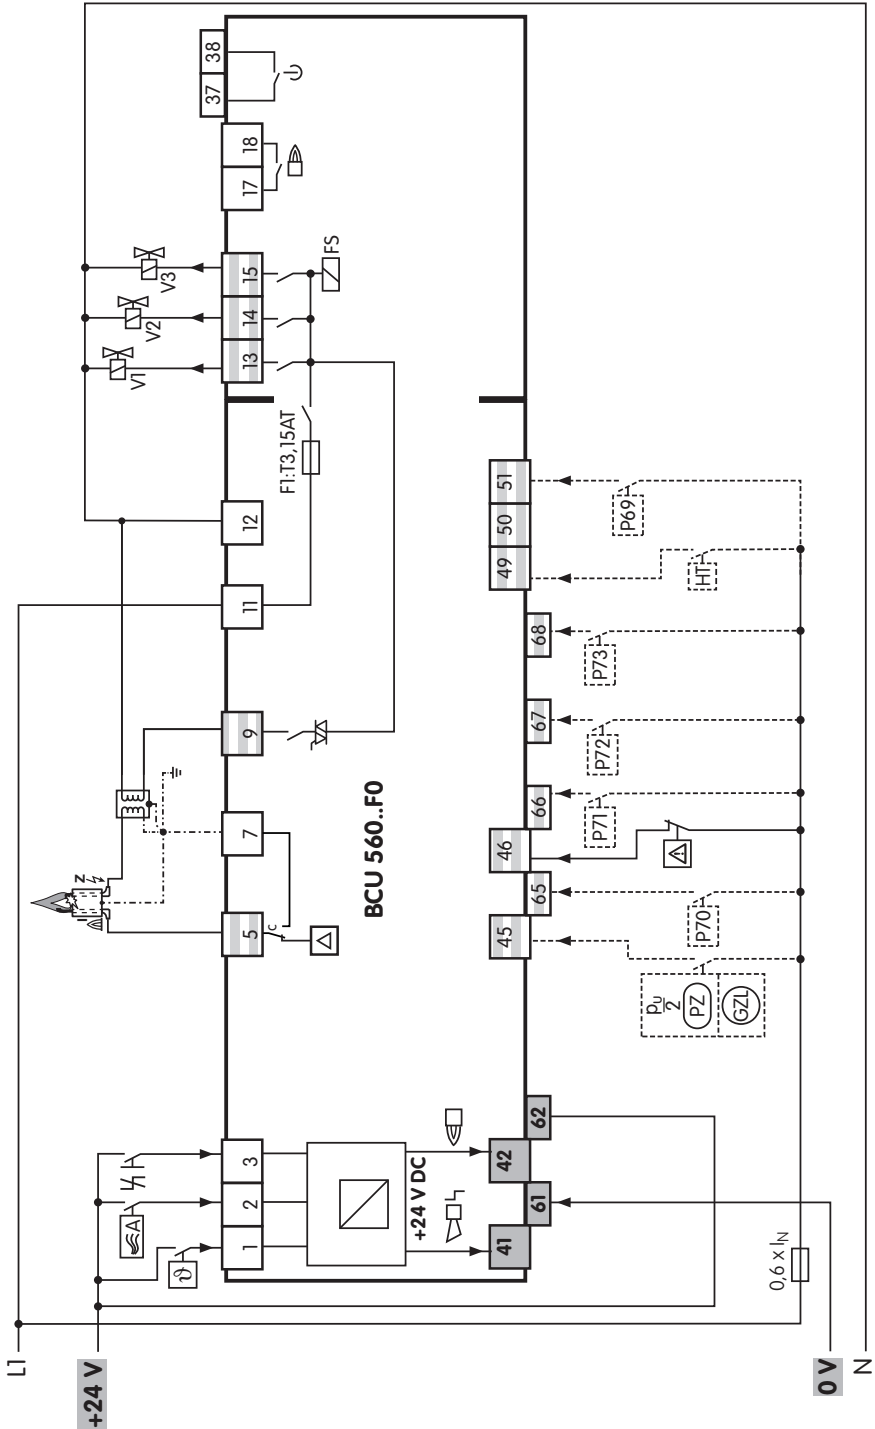 38
37
18
17
15
14
13
12
11
9
7
5
3
2
1
V3
V2
V1
FS
F1:T3,15AT
Z
I
C
BCU 560..F0
A
ϑ
+24 V DC
51
50
49
68
67
66
46
65
45
62
42
61
41
P69
HT
P73
P72
P71
P70
pu
2
PZ
GZL
0,6 x IN
L1
+24 V
0 V
N